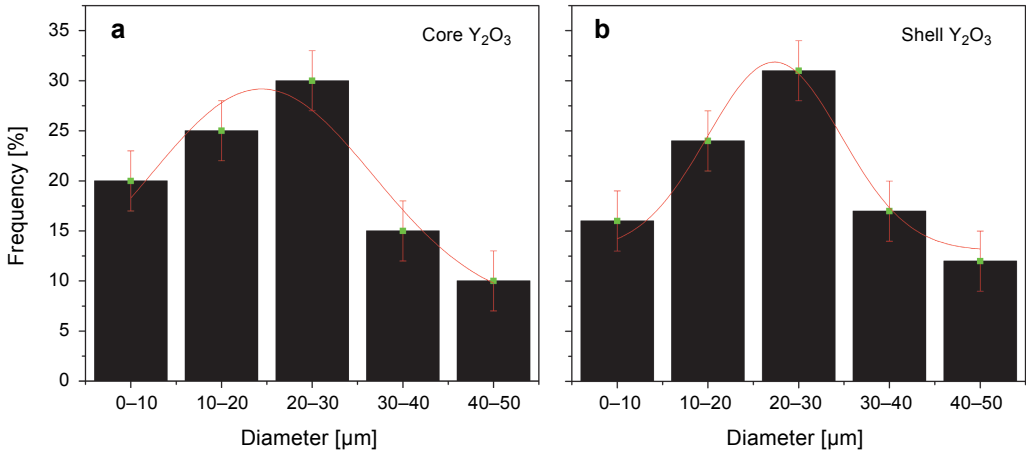 a
Core Y₂O₃
b
Shell Y₂O₃
Frequency [%]
35
30
25
20
15
10
5
0
0–10 10–20 20–30 30–40 40–50
0–10 10–20 20–30 30–40 40–50
Diameter [µm]
Diameter [µm]